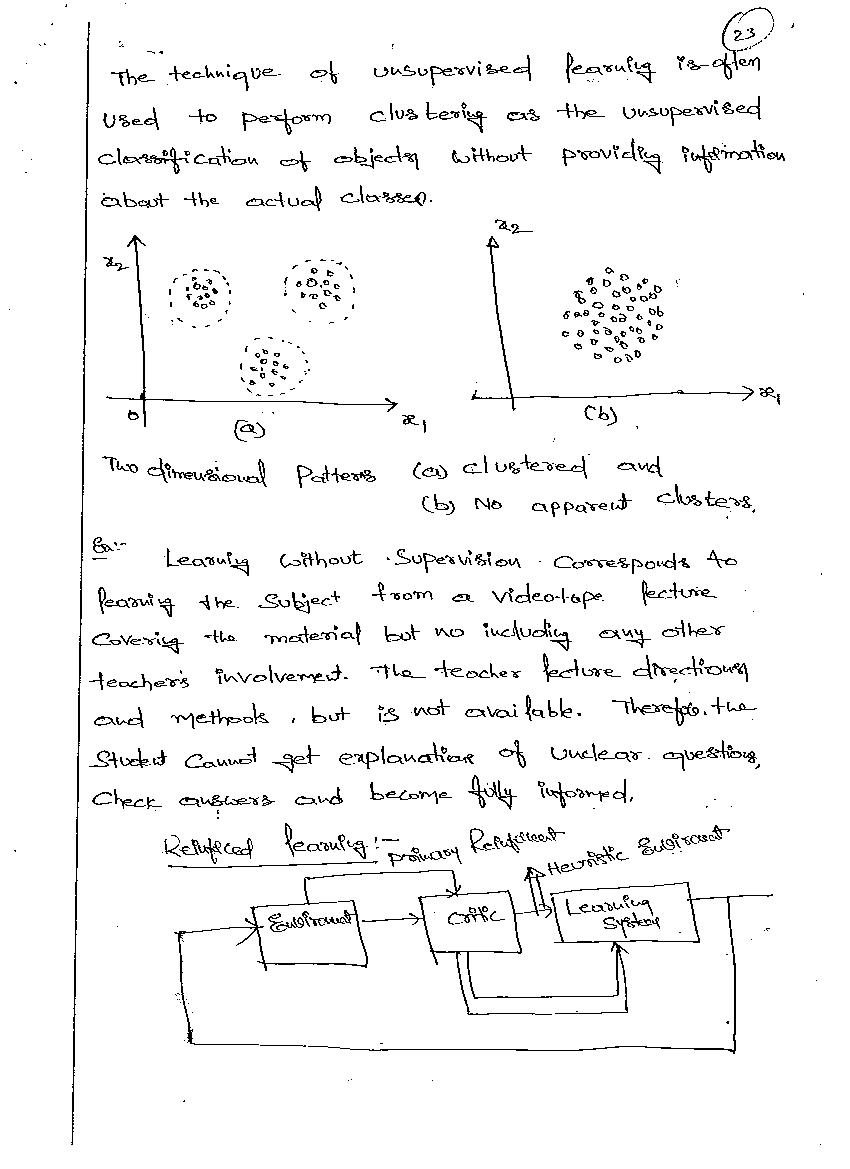 23
The technique of unsupervised learning is often
used to perform clustering as the unsupervised
classification of objects without providing information
about the actual classes.
x2
x2
0
x1
x1
(a)
(b)
Two dimensional Patterns (a) clustered and
(b) No apparent clusters.
Ex:-
Learning without Supervision Corresponds to
learning the Subject from a videotape lecture
Covering the material but no including any other
teacher's involvement. The teacher lecture directions
and methods, but is not available. Therefore, the
Student Cannot get explanations of unclear questions,
Check answers and become fully informed.
Reinforced learning:-
primary Reinforcement
Heuristic
Critic
Learning
System